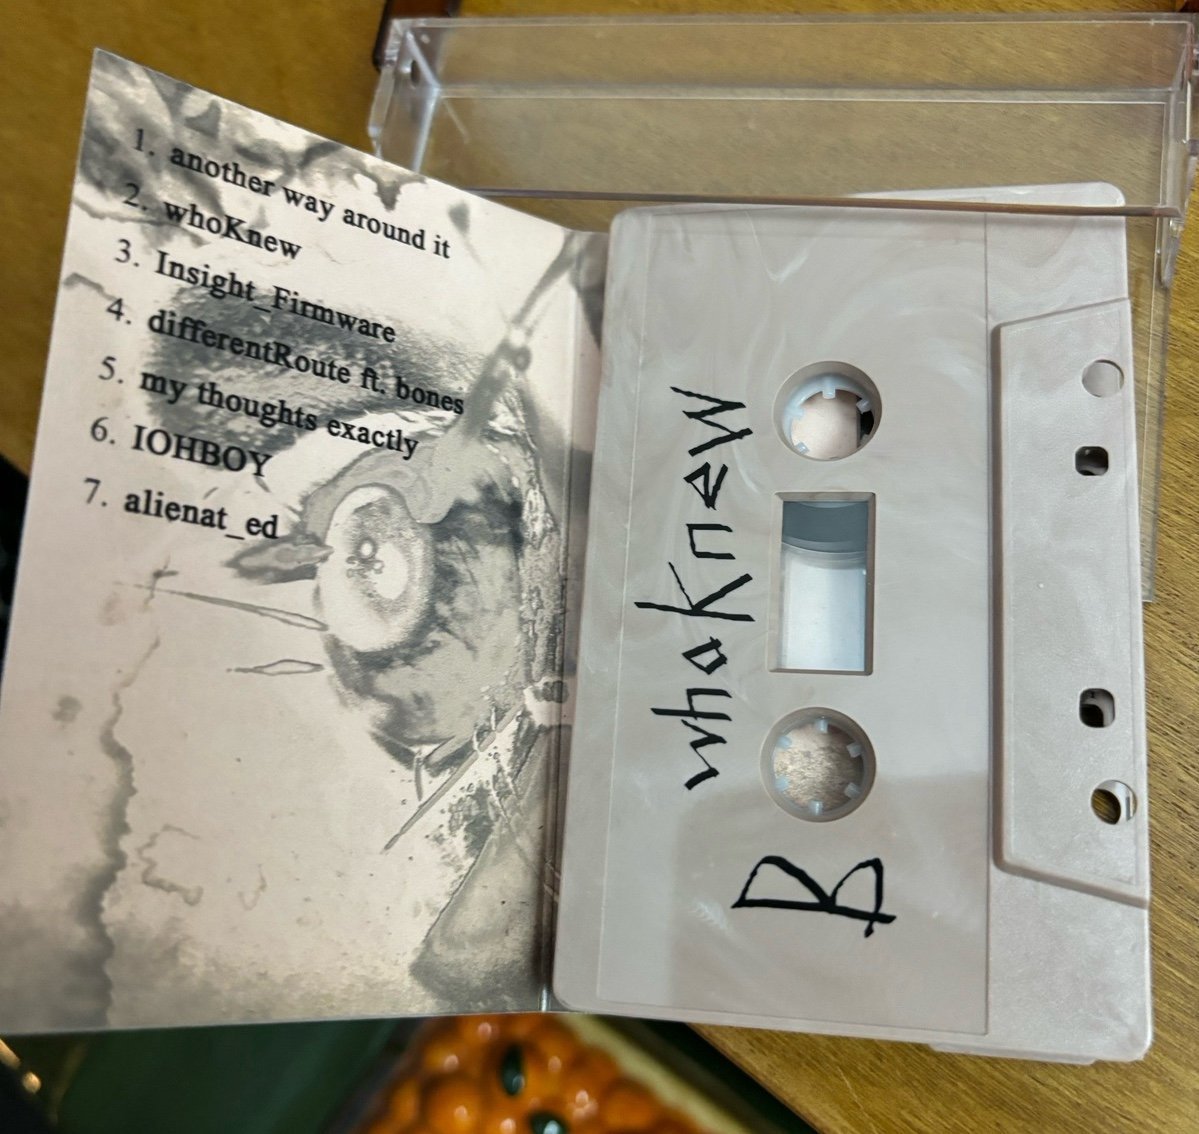 1. another way around it
2. whoKnew
3. Insight_Firmware
4. differentRoute ft. bones
5. my thoughts exactly
6. IOHBOY
7. alienat_ed
whoKneW
B